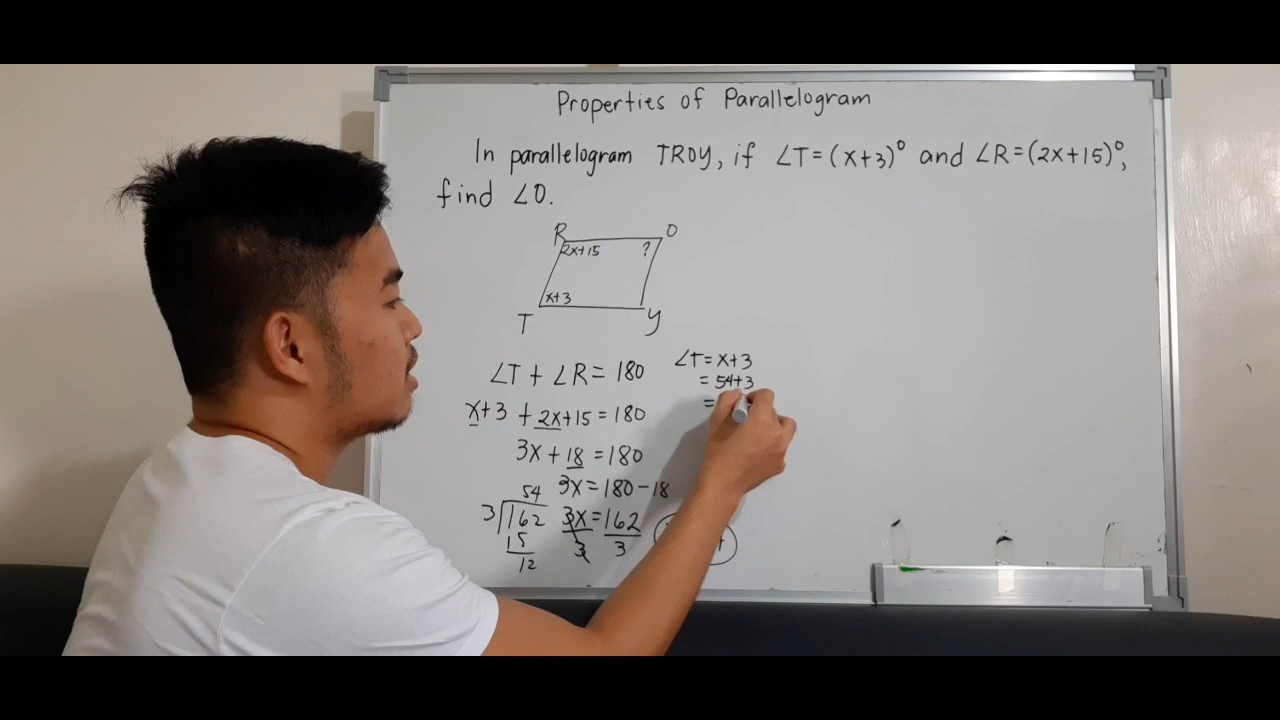 Properties of Parallelogram
In parallelogram TROY, if ∠T=(x+3)° and ∠R=(2x+15)°,
find ∠O.
R O
2x+15 ?
x+3
T Y
∠T + ∠R = 180
x+3 + 2x+15 = 180
3x + 18 = 180
3x = 180 - 18
3x = 162
3 3
54
3 162
15
12
∠T = x+3
= 54+3
=